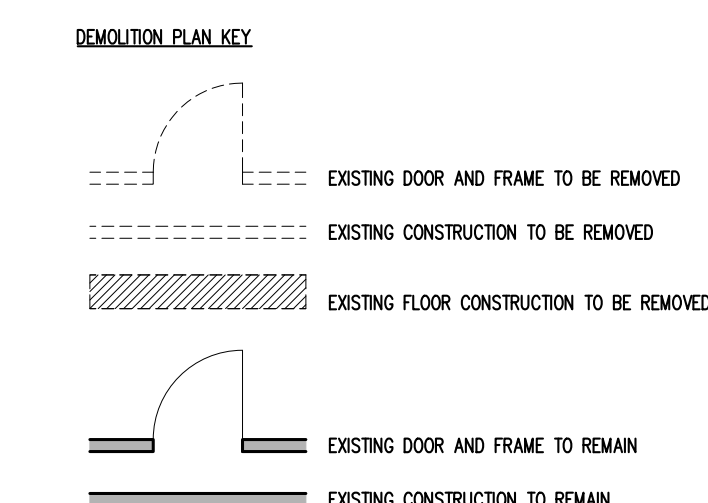 DEMOLITION PLAN KEY
EXISTING DOOR AND FRAME TO BE REMOVED
EXISTING CONSTRUCTION TO BE REMOVED
EXISTING FLOOR CONSTRUCTION TO BE REMOVED
EXISTING DOOR AND FRAME TO REMAIN
EXISTING CONSTRUCTION TO REMAIN